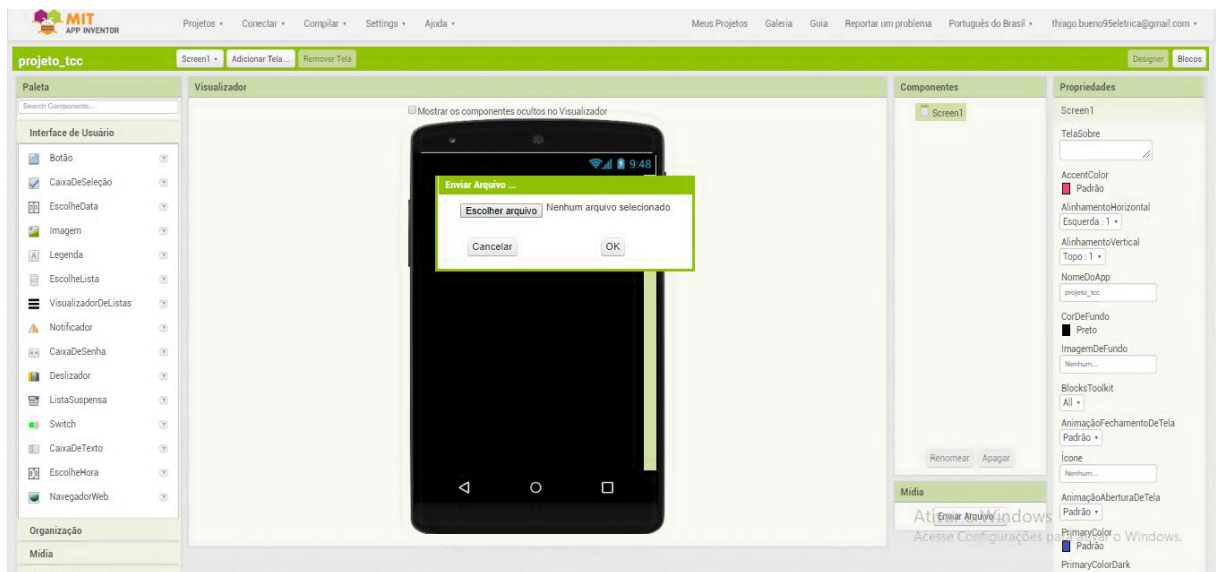 MIT
APP INVENTOR
Projetos
Conectar
Compilar
Settings
Ajuda
Meus Projetos
Galeria
Guia
Reportar um problema
Português do Brasil
thiago.bueno95eletrica@gmail.com
projeto_tcc
Screen1
Adicionar Tela ...
Remover Tela
Designer
Blocos
Paleta
Search Components...
Interface de Usuário
Botão
CaixaDeSeleção
EscolheData
Imagem
Legenda
EscolheLista
VisualizadorDeListas
Notificador
CaixaDeSenha
Deslizador
ListaSuspensa
Switch
CaixaDeTexto
EscolheHora
NavegadorWeb
Organização
Mídia
Visualizador
Mostrar os componentes ocultos no Visualizador
9:48
Enviar Arquivo ...
Escolher arquivo Nenhum arquivo selecionado
Cancelar
OK
Componentes
Screen1
Renomear
Apagar
Mídia
Enviar Arquivo ...
Ativar o Windows
Acesse Configurações para ativar o Windows.
Propriedades
Screen1
TelaSobre
AccentColor
Padrão
AlinhamentoHorizontal
Esquerda : 1
AlinhamentoVertical
Topo : 1
NomeDoApp
projeto_tcc
CorDeFundo
Preto
ImagemDeFundo
Nenhum...
BlocksToolkit
All
AnimaçãoFechamentoDeTela
Padrão
Ícone
Nenhum...
AnimaçãoAberturaDeTela
Padrão
PrimaryColor
Padrão
PrimaryColorDark